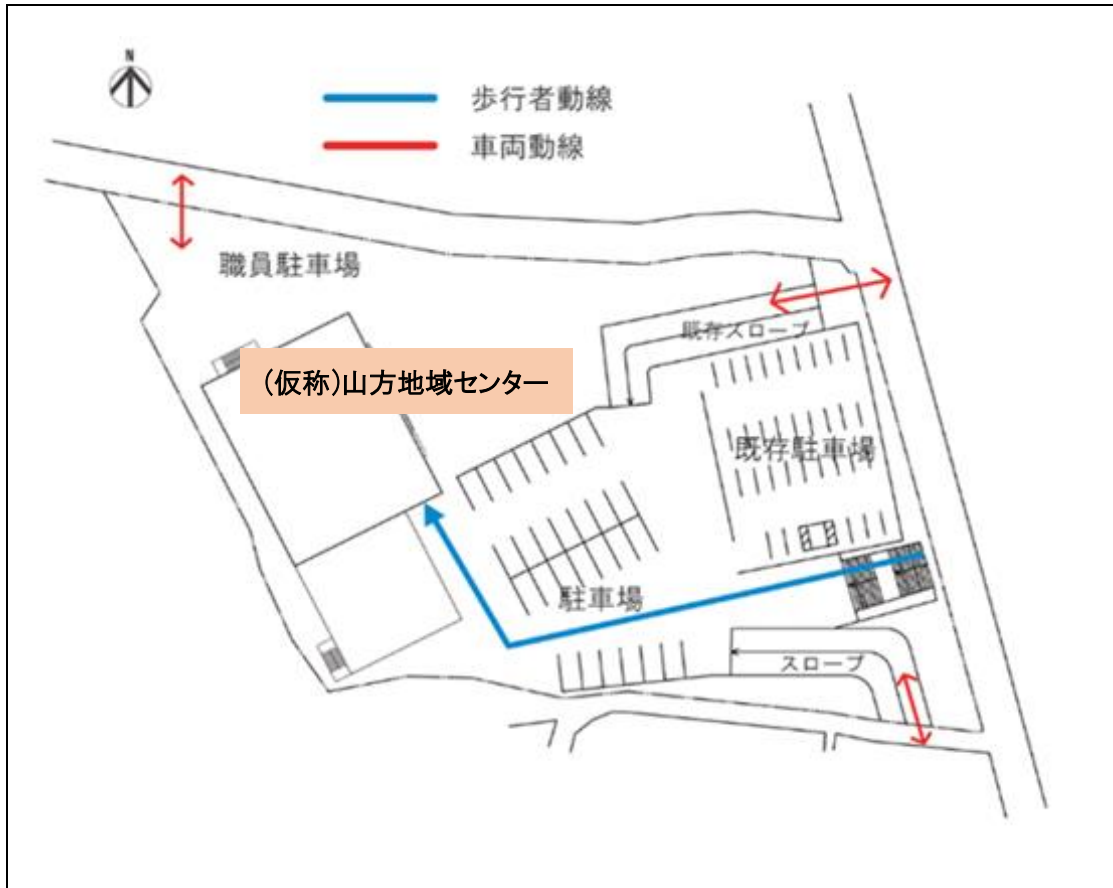 N
歩行者動線
車両動線
職員駐車場
既存スロープ
(仮称)山方地域センター
既存駐車場
駐車場
スロープ